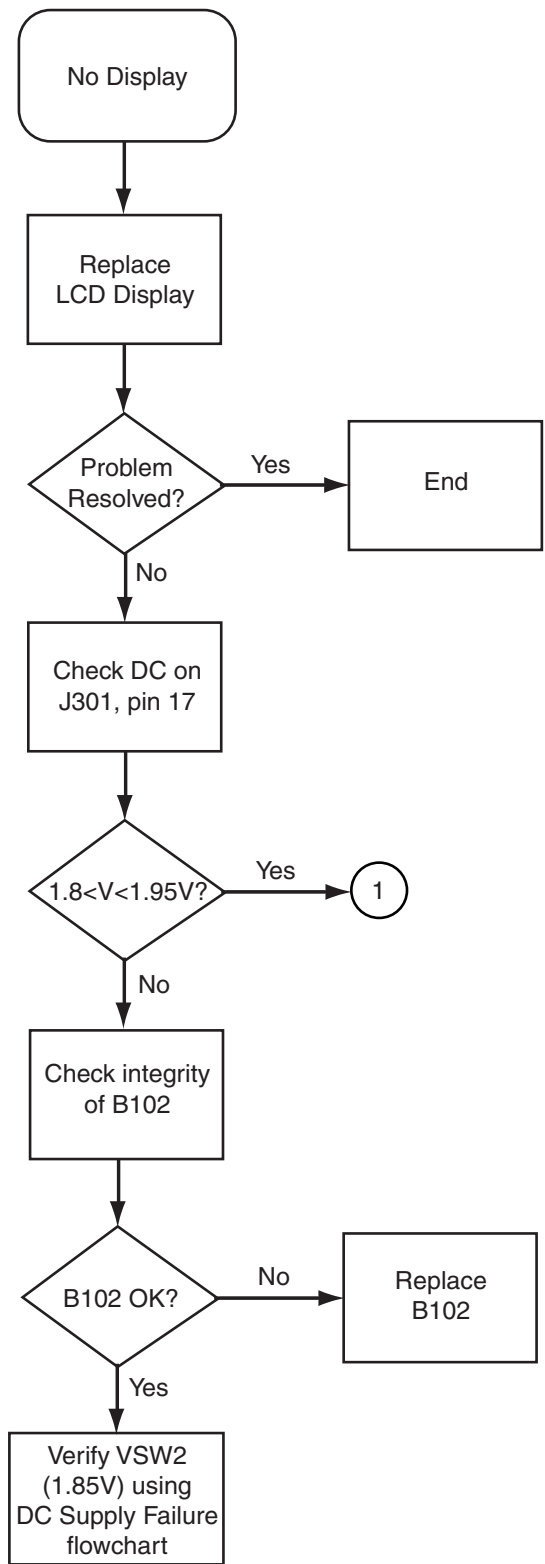 No Display
Replace
LCD Display
Problem
Resolved?
Yes
End
No
Check DC on
J301, pin 17
1.8<V<1.95V?
Yes
1
No
Check integrity
of B102
B102 OK?
No
Replace
B102
Yes
Verify VSW2
(1.85V) using
DC Supply Failure
flowchart